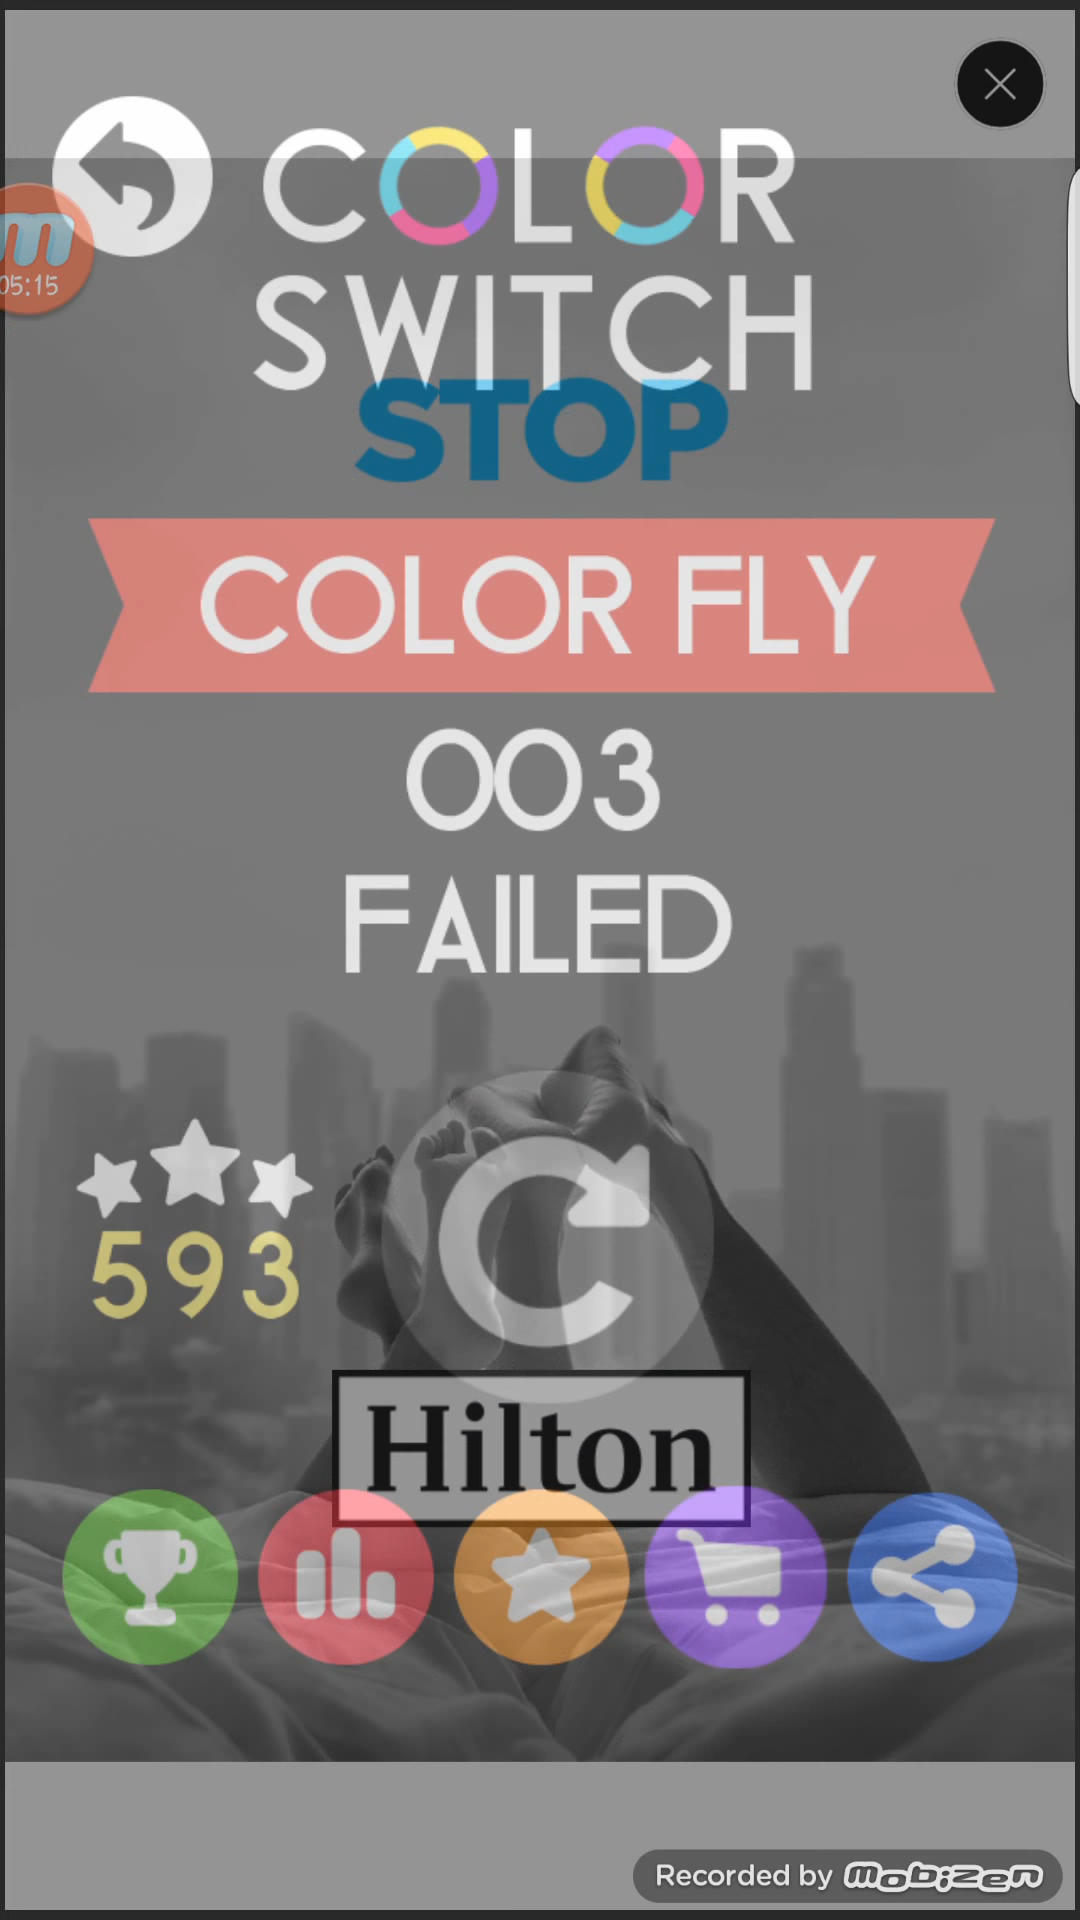 COLOR
SWITCH
m
05:15
STOP
COLOR FLY
003
FAILED
593
Hilton
Recorded by mobizen